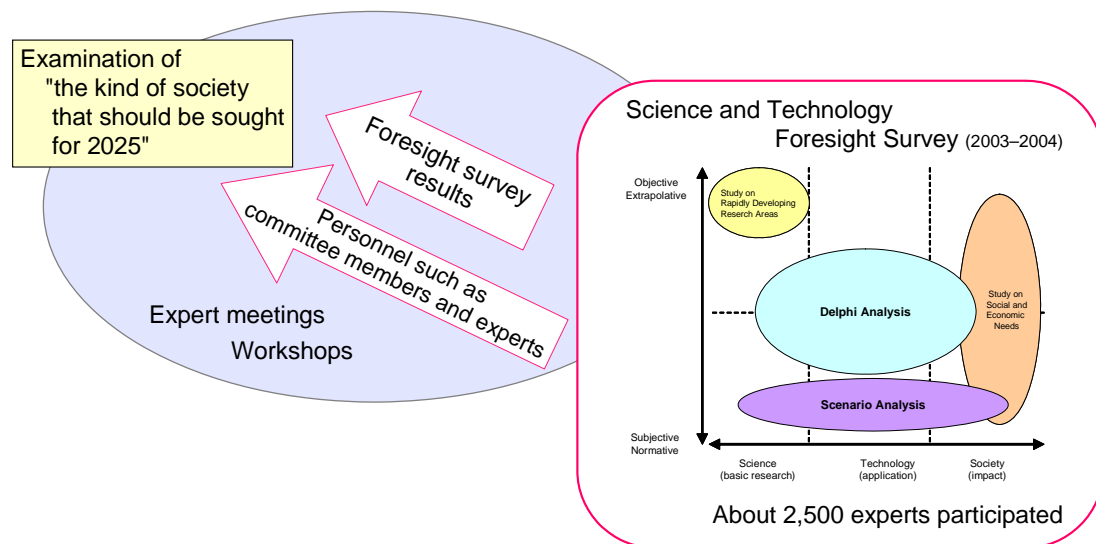 Examination of
"the kind of society
that should be sought
for 2025"
Foresight survey
results
Personnel such as
committee members and experts
Expert meetings
Workshops
Science and Technology
Foresight Survey (2003–2004)
Objective
Extrapolative
Study on
Rapidly Developing
Reserch Areas
Delphi Analysis
Study on
Social and
Economic
Needs
Scenario Analysis
Subjective
Normative
Science
(basic research)
Technology
(application)
Society
(impact)
About 2,500 experts participated